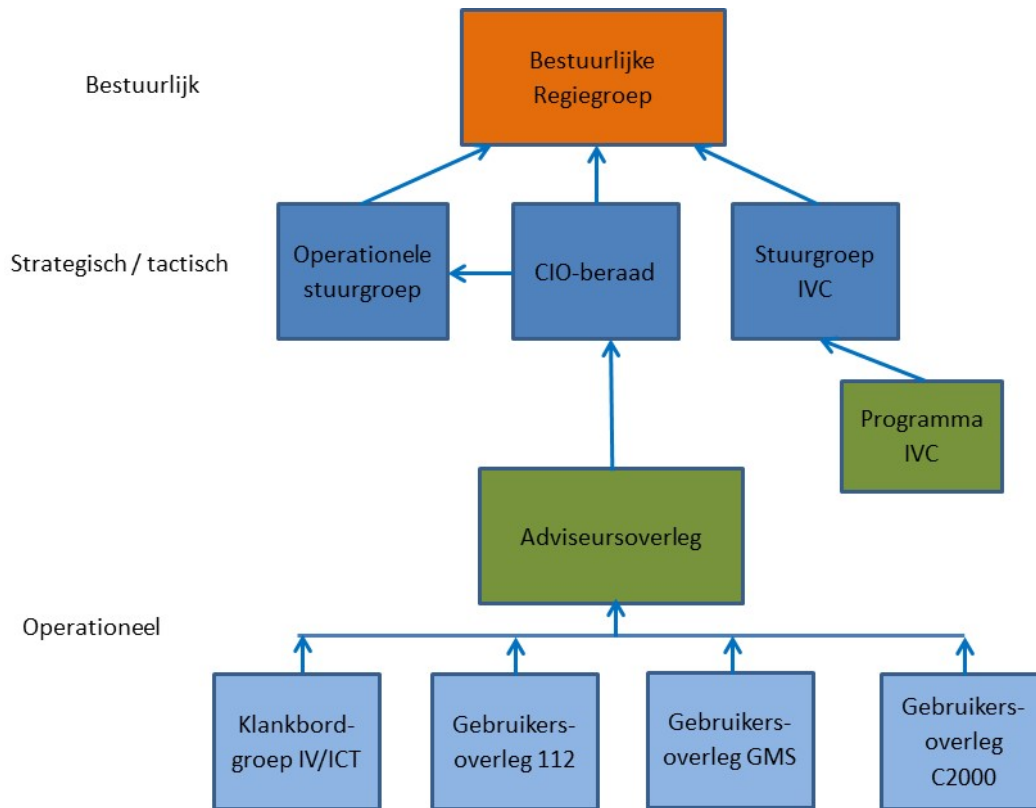 Bestuurlijk
Bestuurlijke
Regiegroep
Strategisch / tactisch
Operationele
stuurgroep
CIO-beraad
Stuurgroep
IVC
Programma
IVC
Adviseursoverleg
Operationeel
Klankbord-
groep IV/ICT
Gebruikers-
overleg 112
Gebruikers-
overleg GMS
Gebruikers-
overleg
C2000